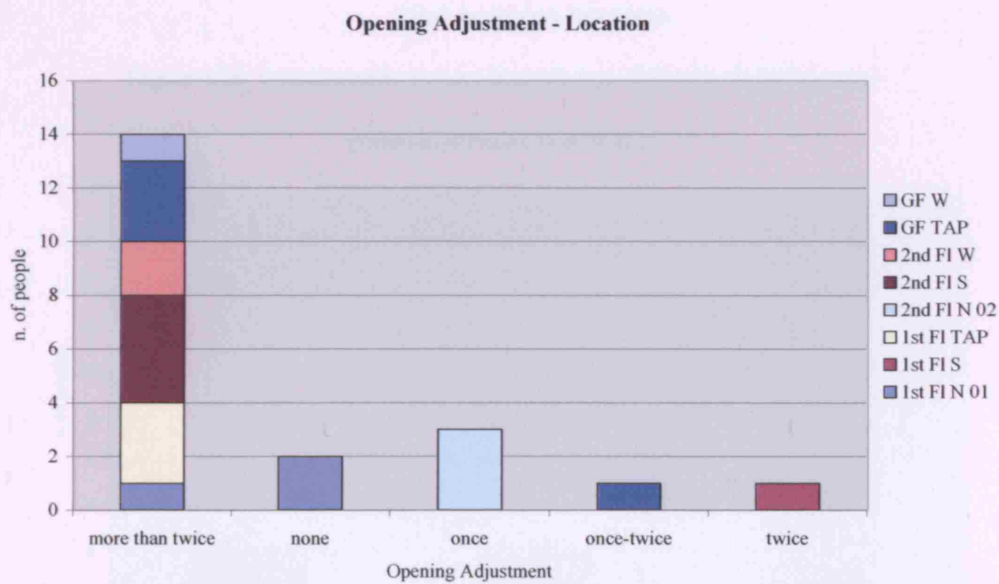 Opening Adjustment - Location
16
14
12
10
8
6
4
2
0
n. of people
more than twice
none
once
once-twice
twice
Opening Adjustment
GF W
GF TAP
2nd Fl W
2nd Fl S
2nd Fl N 02
1st Fl TAP
1st Fl S
1st Fl N 01